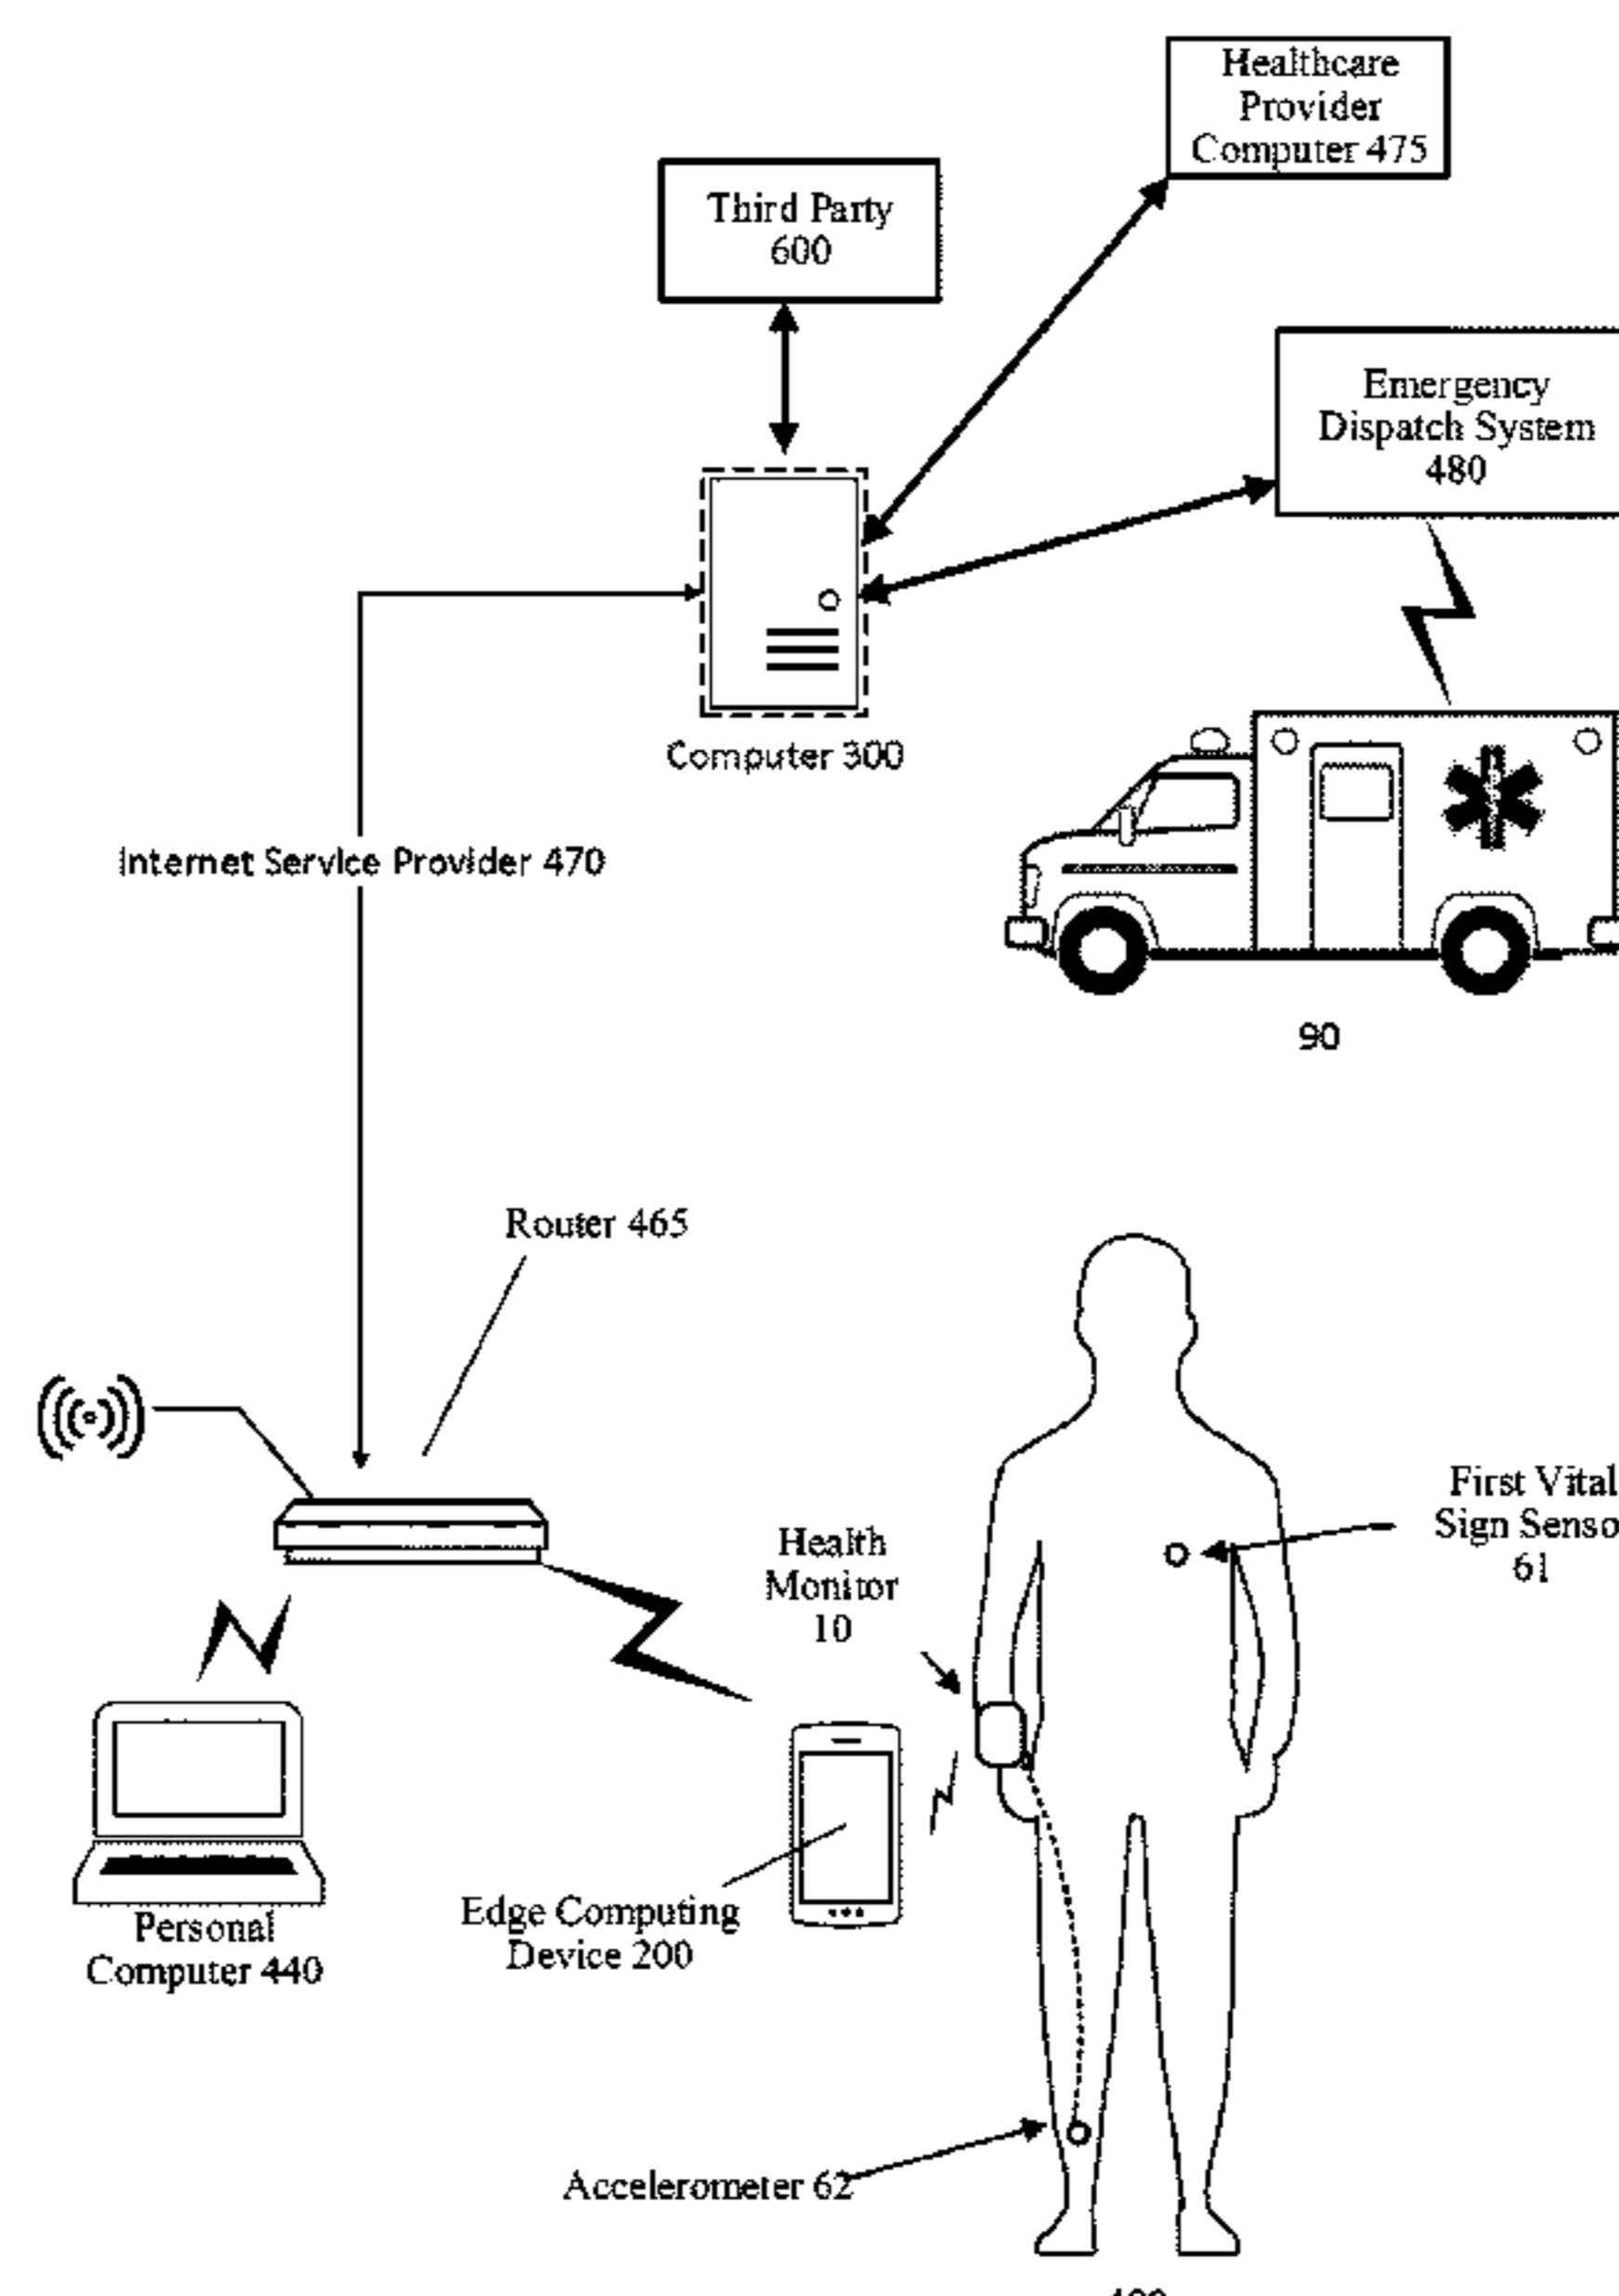 Healthcare
Provider
Computer 475
Third Party
600
Emergency
Dispatch System
480
Computer 300
Internet Service Provider 470
90
Router 465
First Vital
Sign Senso
61
Health
Monitor
10
Edge Computing
Device 200
Personal
Computer 440
Accelerometer 62